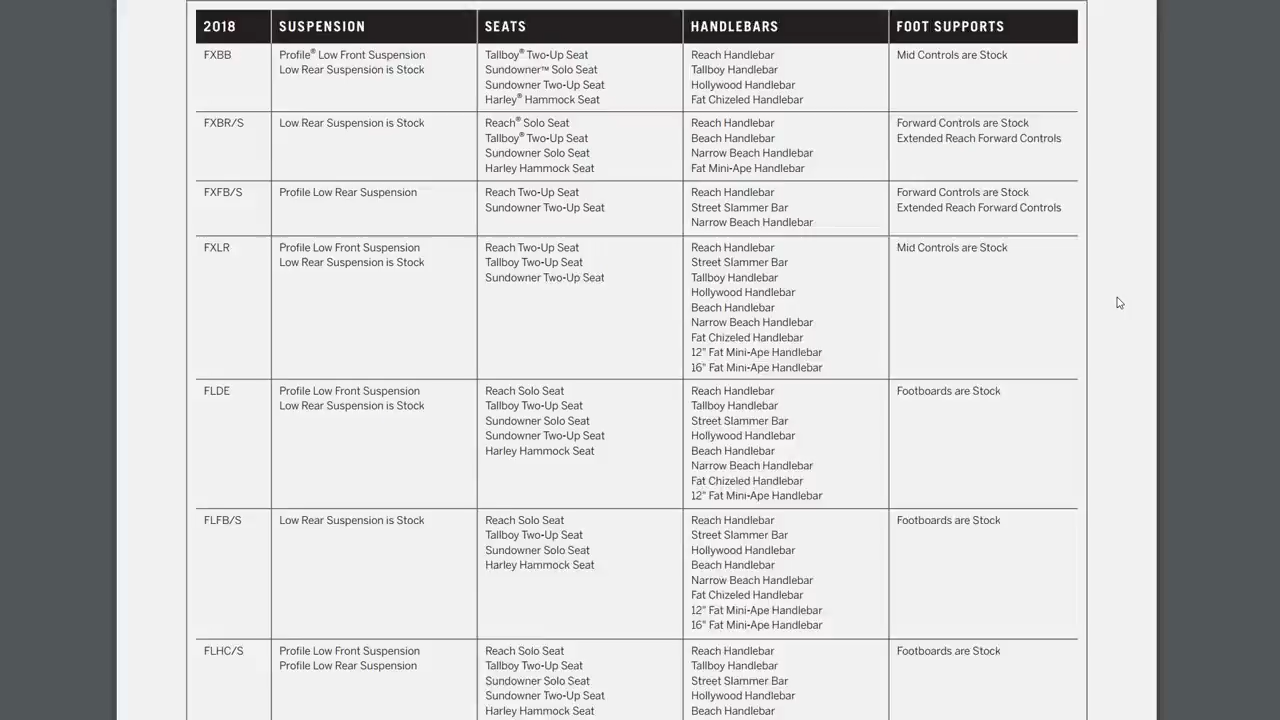 2018 SUSPENSION SEATS HANDLEBARS FOOT SUPPORTS
FXBB Profile® Low Front Suspension Tallboy® Two-Up Seat Reach Handlebar Mid Controls are Stock
Low Rear Suspension is Stock Sundowner™ Solo Seat Tallboy Handlebar
Sundowner Two-Up Seat Hollywood Handlebar
Harley® Hammock Seat Fat Chizeled Handlebar
FXBR/S Low Rear Suspension is Stock Reach® Solo Seat Reach Handlebar Forward Controls are Stock
Tallboy® Two-Up Seat Beach Handlebar Extended Reach Forward Controls
Sundowner Solo Seat Narrow Beach Handlebar
Harley Hammock Seat Fat Mini-Ape Handlebar
FXFB/S Profile Low Rear Suspension Reach Two-Up Seat Reach Handlebar Forward Controls are Stock
Sundowner Two-Up Seat Street Slammer Bar Extended Reach Forward Controls
Narrow Beach Handlebar
FXLR Profile Low Front Suspension Reach Two-Up Seat Reach Handlebar Mid Controls are Stock
Low Rear Suspension is Stock Tallboy Two-Up Seat Street Slammer Bar
Sundowner Two-Up Seat Tallboy Handlebar
Hollywood Handlebar
Beach Handlebar
Narrow Beach Handlebar
Fat Chizeled Handlebar
12" Fat Mini-Ape Handlebar
16" Fat Mini-Ape Handlebar
FLDE Profile Low Front Suspension Reach Solo Seat Reach Handlebar Footboards are Stock
Low Rear Suspension is Stock Tallboy Two-Up Seat Tallboy Handlebar
Sundowner Solo Seat Street Slammer Bar
Sundowner Two-Up Seat Hollywood Handlebar
Harley Hammock Seat Beach Handlebar
Narrow Beach Handlebar
Fat Chizeled Handlebar
12" Fat Mini-Ape Handlebar
FLFB/S Low Rear Suspension is Stock Reach Solo Seat Reach Handlebar Footboards are Stock
Tallboy Two-Up Seat Street Slammer Bar
Sundowner Solo Seat Hollywood Handlebar
Harley Hammock Seat Beach Handlebar
Narrow Beach Handlebar
Fat Chizeled Handlebar
12" Fat Mini-Ape Handlebar
16" Fat Mini-Ape Handlebar
FLHC/S Profile Low Front Suspension Reach Solo Seat Reach Handlebar Footboards are Stock
Profile Low Rear Suspension Tallboy Two-Up Seat Tallboy Handlebar
Sundowner Solo Seat Street Slammer Bar
Sundowner Two-Up Seat Hollywood Handlebar
Harley Hammock Seat Beach Handlebar